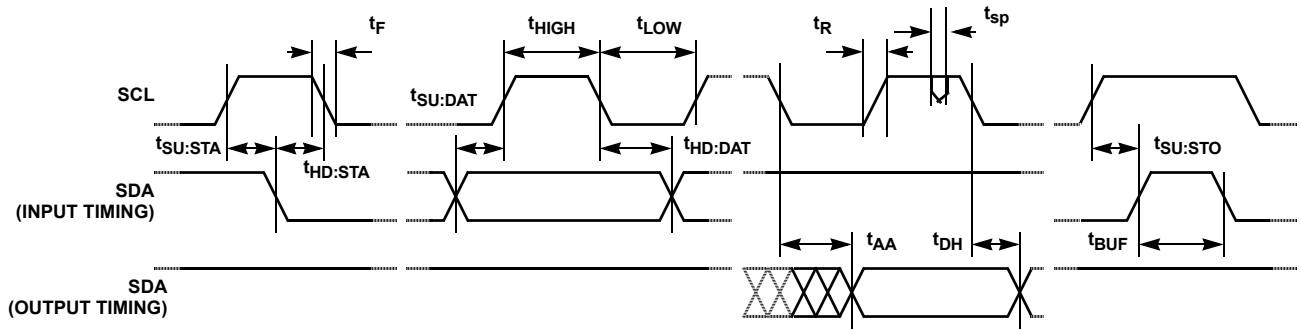 tF
tHIGH
tLOW
tR
tsp
SCL
tSU:DAT
tSU:STA
tHD:STA
tHD:DAT
tSU:STO
SDA
(INPUT TIMING)
tAA
tDH
tBUF
SDA
(OUTPUT TIMING)